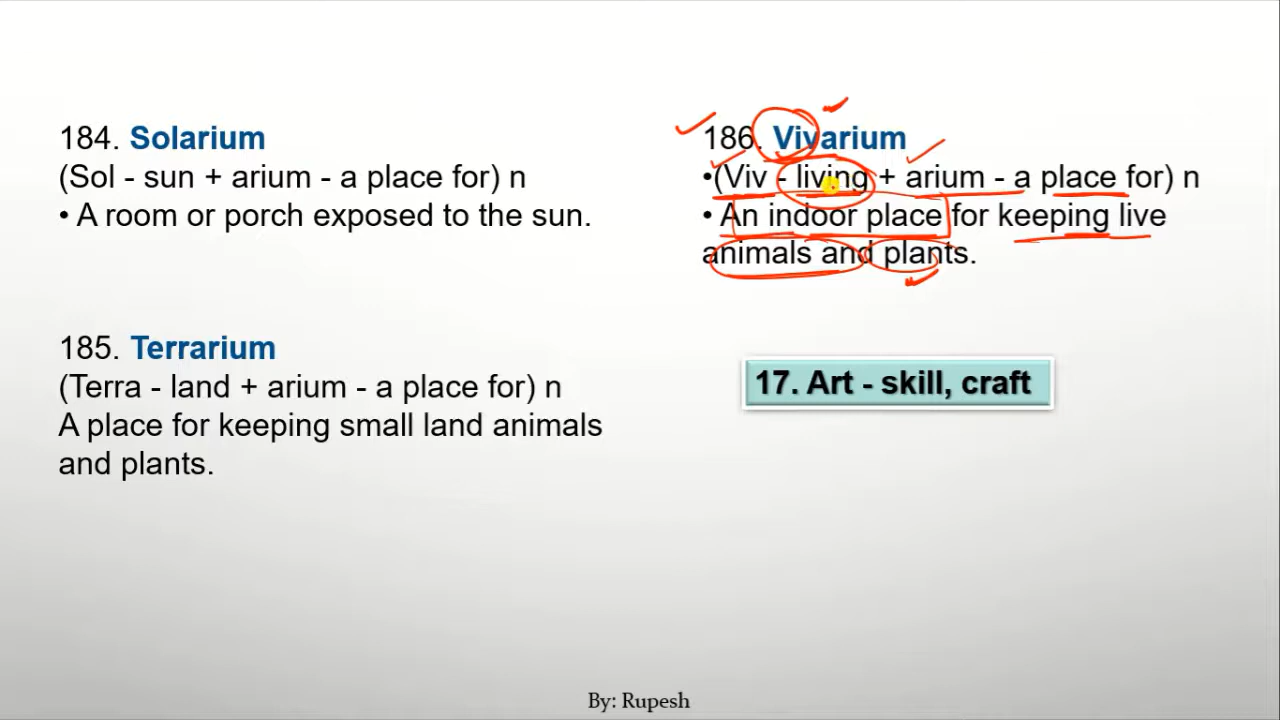 184. Solarium
(Sol - sun + arium - a place for) n
• A room or porch exposed to the sun.
185. Terrarium
(Terra - land + arium - a place for) n
A place for keeping small land animals
and plants.
186. Vivarium
•(Viv - living + arium - a place for) n
• An indoor place for keeping live
animals and plants.
17. Art - skill, craft
By: Rupesh